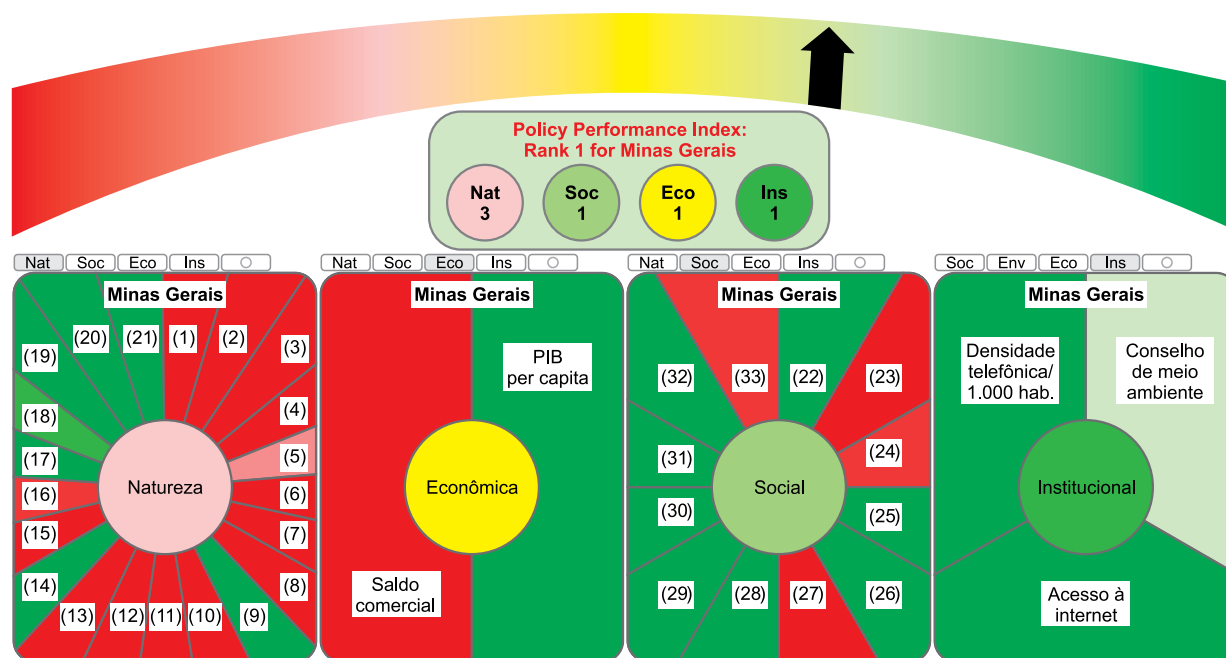 Policy Performance Index:
Rank 1 for Minas Gerais
Nat
3
Soc
1
Eco
1
Ins
1
Nat
Soc
Eco
Ins
Minas Gerais
(1)
(2)
(3)
(4)
(5)
(6)
(7)
(8)
(9)
(10)
(11)
(12)
(13)
(14)
(15)
(16)
(17)
(18)
(19)
(20)
(21)
Natureza
Nat
Soc
Eco
Ins
Minas Gerais
PIB
per capita
Econômica
Saldo
comercial
Nat
Soc
Eco
Ins
Minas Gerais
(22)
(23)
(24)
(25)
(26)
(27)
(28)
(29)
(30)
(31)
(32)
(33)
Social
Soc
Env
Eco
Ins
Minas Gerais
Densidade
telefônica/
1.000 hab.
Conselho
de meio
ambiente
Institucional
Acesso à
internet